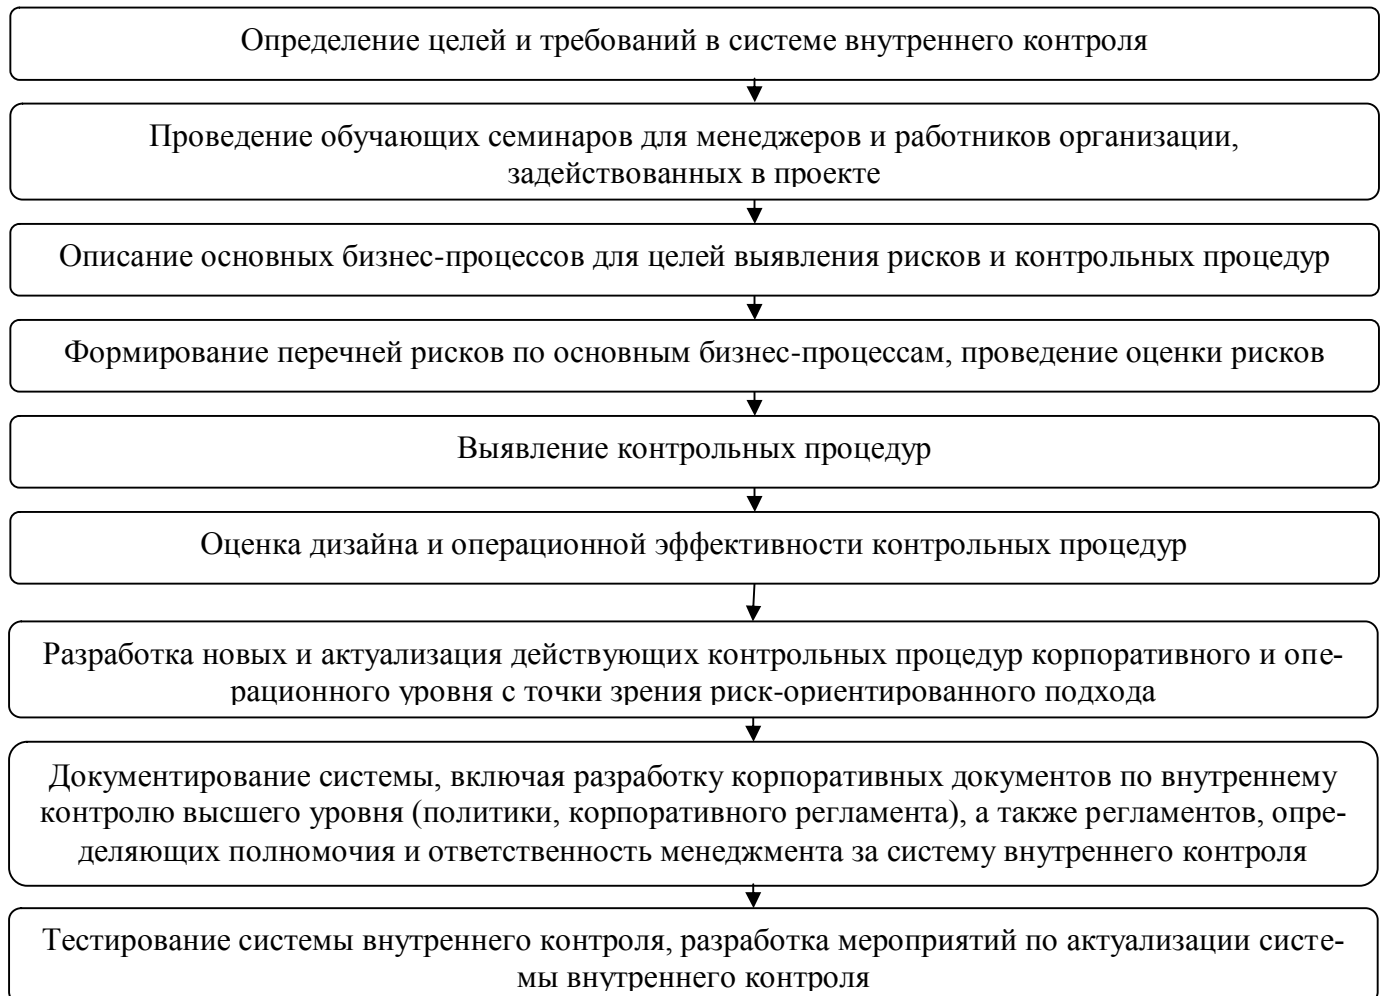 Определение целей и требований в системе внутреннего контроля
Проведение обучающих семинаров для менеджеров и работников организации,
задействованных в проекте
Описание основных бизнес-процессов для целей выявления рисков и контрольных процедур
Формирование перечней рисков по основным бизнес-процессам, проведение оценки рисков
Выявление контрольных процедур
Оценка дизайна и операционной эффективности контрольных процедур
Разработка новых и актуализация действующих контрольных процедур корпоративного и опе-
рационного уровня с точки зрения риск-ориентированного подхода
Документирование системы, включая разработку корпоративных документов по внутреннему
контролю высшего уровня (политики, корпоративного регламента), а также регламентов, опре-
деляющих полномочия и ответственность менеджмента за систему внутреннего контроля
Тестирование системы внутреннего контроля, разработка мероприятий по актуализации систе-
мы внутреннего контроля